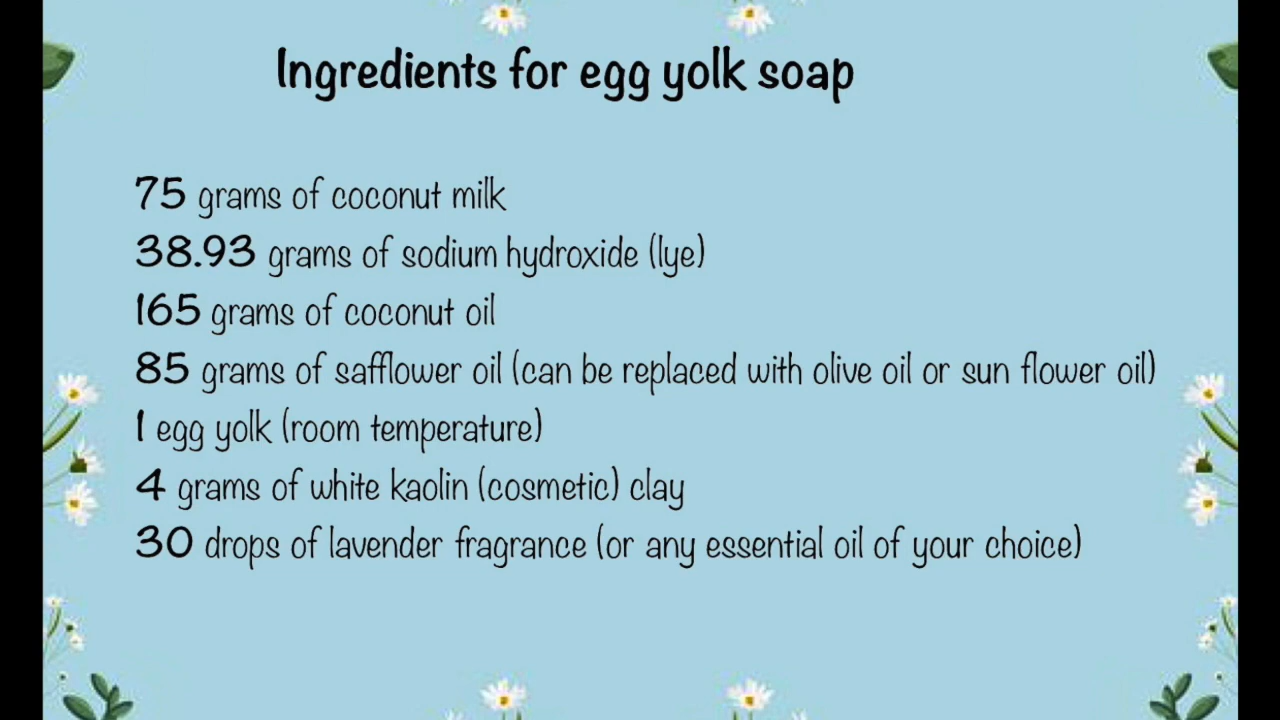 Ingredients for egg yolk soap
75 grams of coconut milk
38.93 grams of sodium hydroxide (lye)
165 grams of coconut oil
85 grams of safflower oil (can be replaced with olive oil or sun flower oil)
1 egg yolk (room temperature)
4 grams of white kaolin (cosmetic) clay
30 drops of lavender fragrance (or any essential oil of your choice)